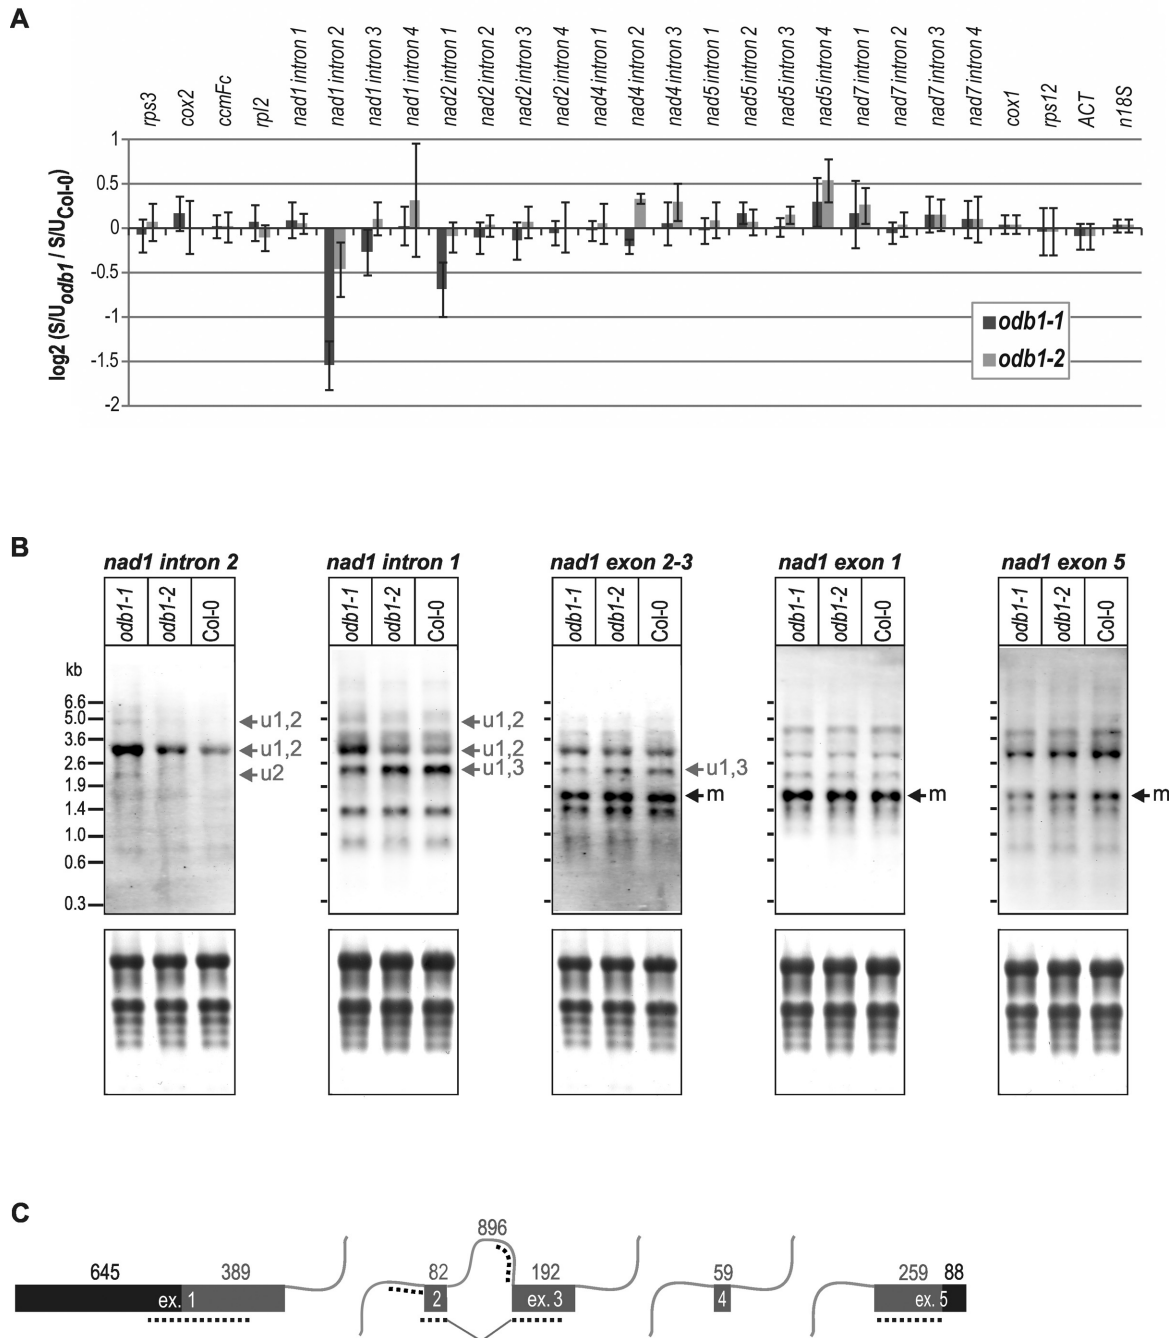 A
rps3
cox2
ccmFc
rpl2
nad1 intron 1
nad1 intron 2
nad1 intron 3
nad1 intron 4
nad2 intron 1
nad2 intron 2
nad2 intron 3
nad2 intron 4
nad4 intron 1
nad4 intron 2
nad4 intron 3
nad5 intron 1
nad5 intron 2
nad5 intron 3
nad5 intron 4
nad7 intron 1
nad7 intron 2
nad7 intron 3
nad7 intron 4
cox1
rps12
ACT
n18S
log2 (S/Uodb1 / S/UCol-0)
1
0.5
0
-0.5
-1
-1.5
-2
odb1-1
odb1-2
B
nad1 intron 2 nad1 intron 1 nad1 exon 2-3 nad1 exon 1 nad1 exon 5
odb1-1 odb1-2 Col-0 odb1-1 odb1-2 Col-0 odb1-1 odb1-2 Col-0 odb1-1 odb1-2 Col-0 odb1-1 odb1-2 Col-0
kb
6.6
5.0
3.6
2.6
1.9
1.4
1.0
0.6
0.3
u1,2
u1,2
u2
u1,2
u1,2
u1,3
u1,3
m
m
m
C
645 389 82 896 192 59 259 88
ex. 1 2 ex. 3 4 ex. 5